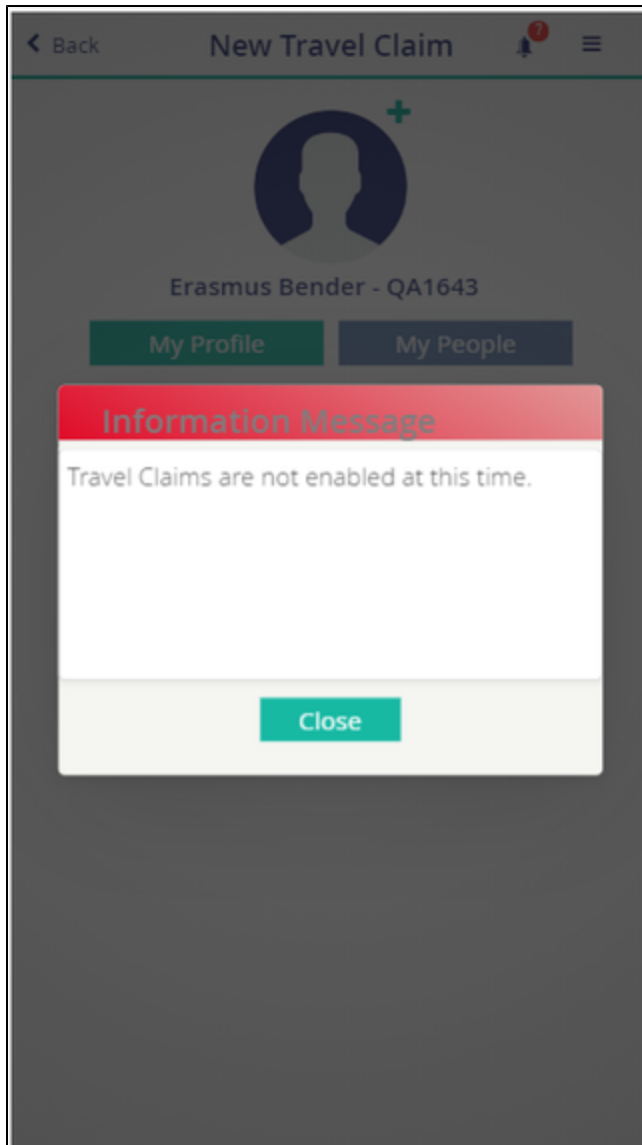 Back New Travel Claim 7
Erasmus Bender - QA1643
My Profile My People
Information Message
Travel Claims are not enabled at this time.
Close